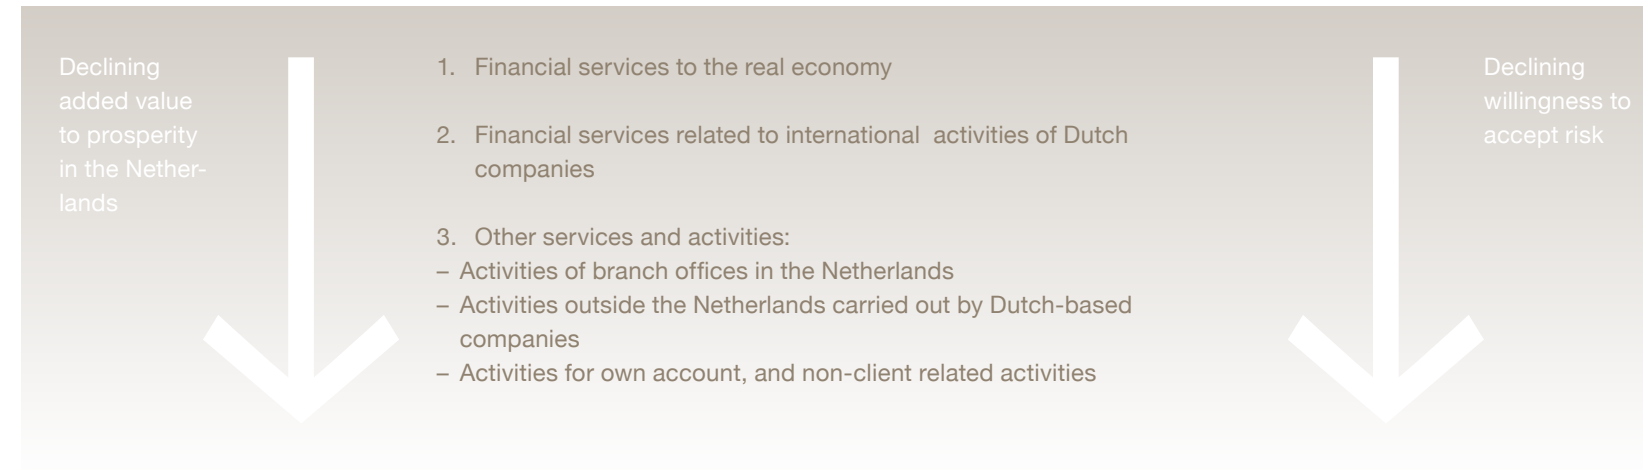 Declining
added value
to prosperity
in the Nether-
lands
1. Financial services to the real economy
2. Financial services related to international activities of Dutch
companies
3. Other services and activities:
– Activities of branch offices in the Netherlands
– Activities outside the Netherlands carried out by Dutch-based
companies
– Activities for own account, and non-client related activities
Declining
willingness to
accept risk